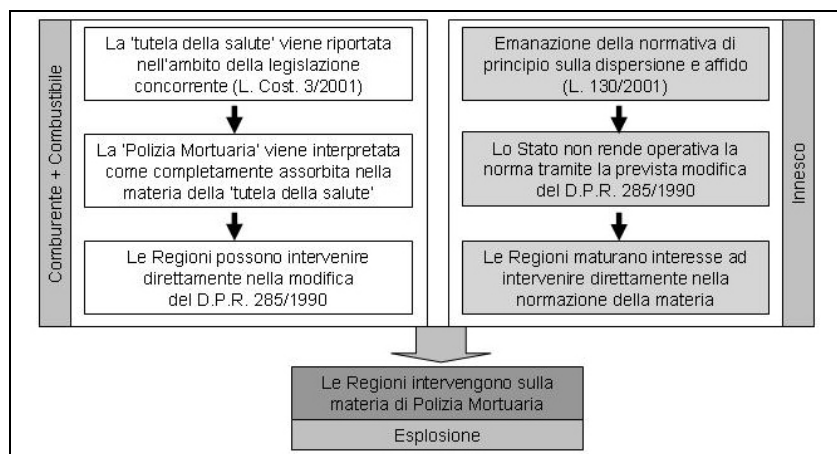 Comburente + Combustibile
La 'tutela della salute' viene riportata
nell'ambito della legislazione
concorrente (L. Cost. 3/2001)
La 'Polizia Mortuaria' viene interpretata
come completamente assorbita nella
materia della 'tutela della salute'
Le Regioni possono intervenire
direttamente nella modifica
del D.P.R. 285/1990
Emanazione della normativa di
principio sulla dispersione e affido
(L. 130/2001)
Lo Stato non rende operativa la
norma tramite la prevista modifica
del D.P.R. 285/1990
Le Regioni maturano interesse ad
intervenire direttamente nella
normazione della materia
Innesco
Le Regioni intervengono sulla
materia di Polizia Mortuaria
Esplosione